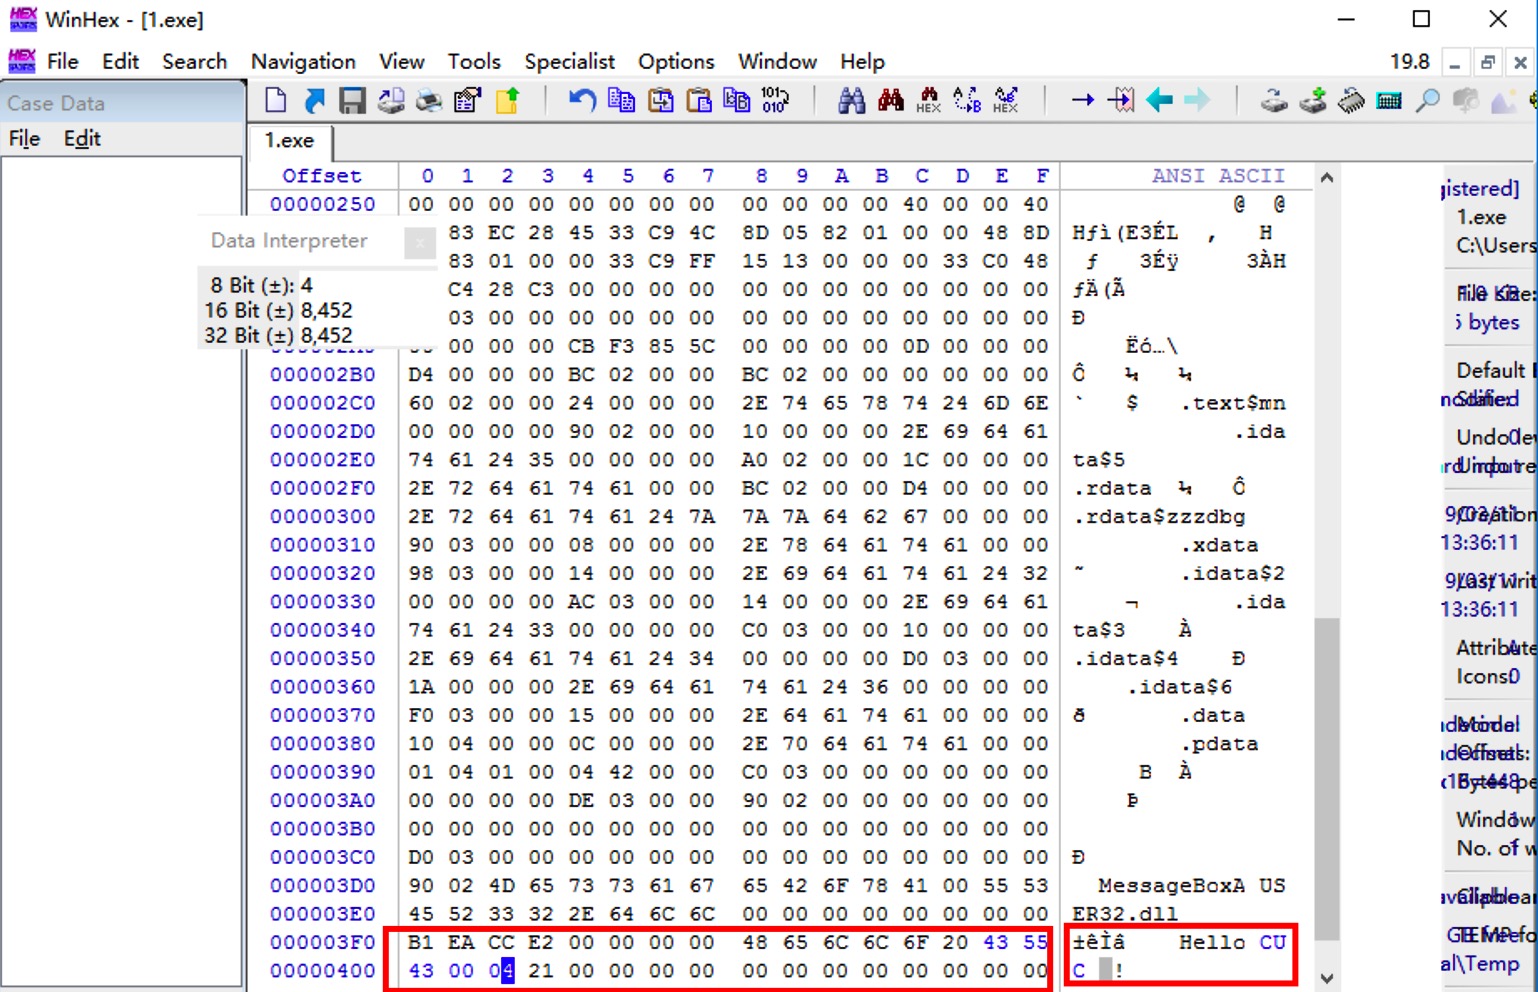 WinHex - [1.exe]
File Edit Search Navigation View Tools Specialist Options Window Help 19.8
Case Data
File Edit
1.exe
Offset 0 1 2 3 4 5 6 7 8 9 A B C D E F ANSI ASCII
00000250 00 00 00 00 00 00 00 00 00 00 00 00 40 00 00 40 @ @
83 EC 28 45 33 C9 4C 8D 05 82 01 00 00 48 8D Hƒì(E3ÉL , H
83 01 00 00 33 C9 FF 15 13 00 00 00 33 C0 48 ƒ 3Éÿ 3ÀH
C4 28 C3 00 00 00 00 00 00 00 00 00 00 00 00 ƒÄ(Ã
03 00 00 00 00 00 00 00 00 00 00 00 00 00 00 Ð
00 00 00 CB F3 85 5C 00 00 00 00 0D 00 00 00 Ëó…\
000002B0 D4 00 00 00 BC 02 00 00 BC 02 00 00 00 00 00 00 Ô ¼ ¼
000002C0 60 02 00 00 24 00 00 00 2E 74 65 78 74 24 6D 6E ` $ .text$mn
000002D0 00 00 00 00 90 02 00 00 10 00 00 00 2E 69 64 61 .ida
000002E0 74 61 24 35 00 00 00 00 A0 02 00 00 1C 00 00 00 ta$5
000002F0 2E 72 64 61 74 61 00 00 BC 02 00 00 D4 00 00 00 .rdata ¼ Ô
00000300 2E 72 64 61 74 61 24 7A 7A 7A 64 62 67 00 00 00 .rdata$zzzdbg
00000310 90 03 00 00 08 00 00 00 2E 78 64 61 74 61 00 00 .xdata
00000320 98 03 00 00 14 00 00 00 2E 69 64 61 74 61 24 32 ˜ .idata$2
00000330 00 00 00 00 AC 03 00 00 14 00 00 00 2E 69 64 61 ¬ .ida
00000340 74 61 24 33 00 00 00 00 C0 03 00 00 10 00 00 00 ta$3 À
00000350 2E 69 64 61 74 61 24 34 00 00 00 00 D0 03 00 00 .idata$4 Ð
00000360 1A 00 00 00 2E 69 64 61 74 61 24 36 00 00 00 00 .idata$6
00000370 F0 03 00 00 15 00 00 00 2E 64 61 74 61 00 00 00 ð .data
00000380 10 04 00 00 0C 00 00 00 2E 70 64 61 74 61 00 00 .pdata
00000390 01 04 01 00 04 42 00 00 C0 03 00 00 00 00 00 00 B À
000003A0 00 00 00 00 DE 03 00 00 90 02 00 00 00 00 00 00 Þ
000003B0 00 00 00 00 00 00 00 00 00 00 00 00 00 00 00 00
000003C0 D0 03 00 00 00 00 00 00 00 00 00 00 00 00 00 00 Ð
000003D0 90 02 4D 65 73 73 61 67 65 42 6F 78 41 00 55 53 MessageBoxA US
000003E0 45 52 33 32 2E 64 6C 6C 00 00 00 00 00 00 00 00 ER32.dll
000003F0 B1 EA CC E2 00 00 00 00 48 65 6C 6C 6F 20 43 55 ±êÌâ Hello CU
00000400 43 00 04 21 00 00 00 00 00 00 00 00 00 00 00 00 C !
Data Interpreter
8 Bit (±): 4
16 Bit (±) 8,452
32 Bit (±) 8,452
1.exe
C:\Users
5 bytes
13:36:11
13:36:11
No. of w
al\Temp